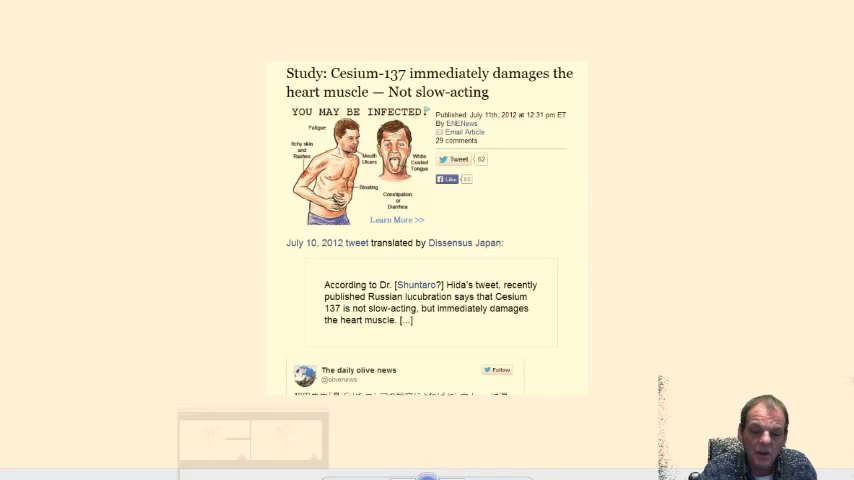 Study: Cesium-137 immediately damages the
heart muscle — Not slow-acting
YOU MAY BE INFECTED!
Fatigue
Itchy skin
and
Rashes
Mouth
Ulcers
White
Coated
Tongue
Bloating
Constipation
or
Diarrhea
Learn More >>
Published: July 11th, 2012 at 12:31 pm ET
By ENENews
Email Article
29 comments
Tweet 62
Like
July 10, 2012 tweet translated by Dissensus Japan:
According to Dr. [Shuntaro?] Hida's tweet, recently
published Russian lucubration says that Cesium
137 is not slow-acting, but immediately damages
the heart muscle. [...]
The daily olive news
@olivenews
Follow